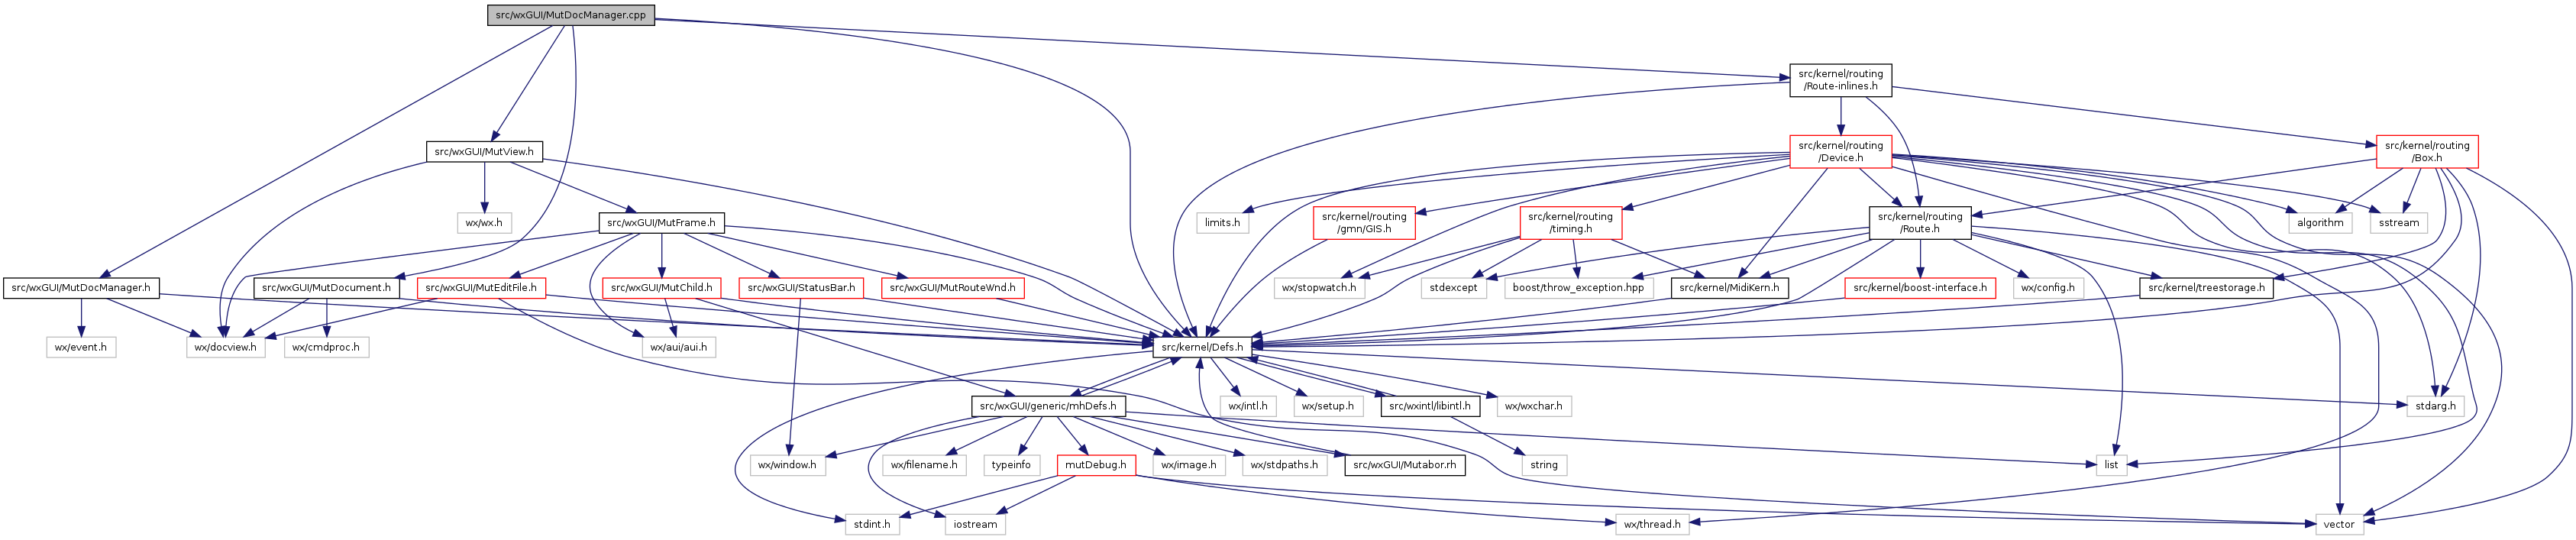 src/wxGUI/MutDocManager.cpp
src/kernel/routing
/Route-inlines.h
src/wxGUI/MutView.h
src/kernel/routing
/Device.h
src/kernel/routing
/Box.h
wx/wx.h
src/wxGUI/MutFrame.h
limits.h
src/kernel/routing
/gmn/GIS.h
src/kernel/routing
/timing.h
src/kernel/routing
/Route.h
algorithm
sstream
src/wxGUI/MutDocManager.h
src/wxGUI/MutDocument.h
src/wxGUI/MutEditFile.h
src/wxGUI/MutChild.h
src/wxGUI/StatusBar.h
src/wxGUI/MutRouteWnd.h
wx/stopwatch.h
stdexcept
boost/throw_exception.hpp
src/kernel/MidiKern.h
src/kernel/boost-interface.h
wx/config.h
src/kernel/treestorage.h
wx/event.h
wx/docview.h
wx/cmdproc.h
wx/aui/aui.h
src/kernel/Defs.h
src/wxGUI/generic/mhDefs.h
wx/intl.h
wx/setup.h
src/wxintl/libintl.h
wx/wxchar.h
stdarg.h
wx/window.h
wx/filename.h
typeinfo
mutDebug.h
wx/image.h
wx/stdpaths.h
src/wxGUI/Mutabor.rh
string
list
stdint.h
iostream
wx/thread.h
vector